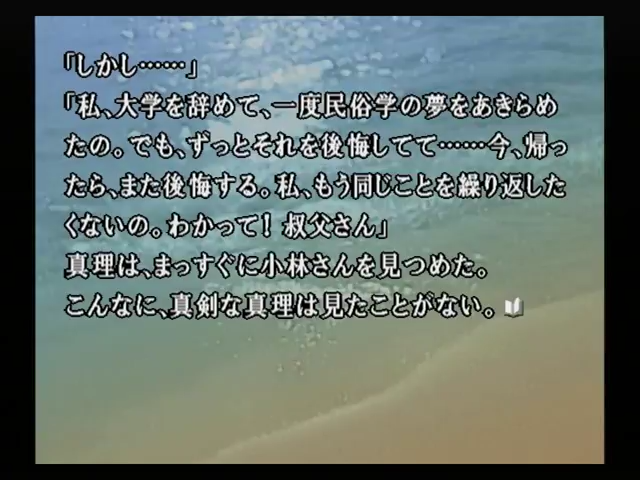 「しかし……」
「私、大学を辞めて、一度民俗学の夢をあきらめ
たの。でも、ずっとそれを後悔してて……今、帰っ
たら、また後悔する。私、もう同じことを繰り返した
くないの。わかって！ 叔父さん」
真理は、まっすぐに小林さんを見つめた。
こんなに、真剣な真理は見たことがない。